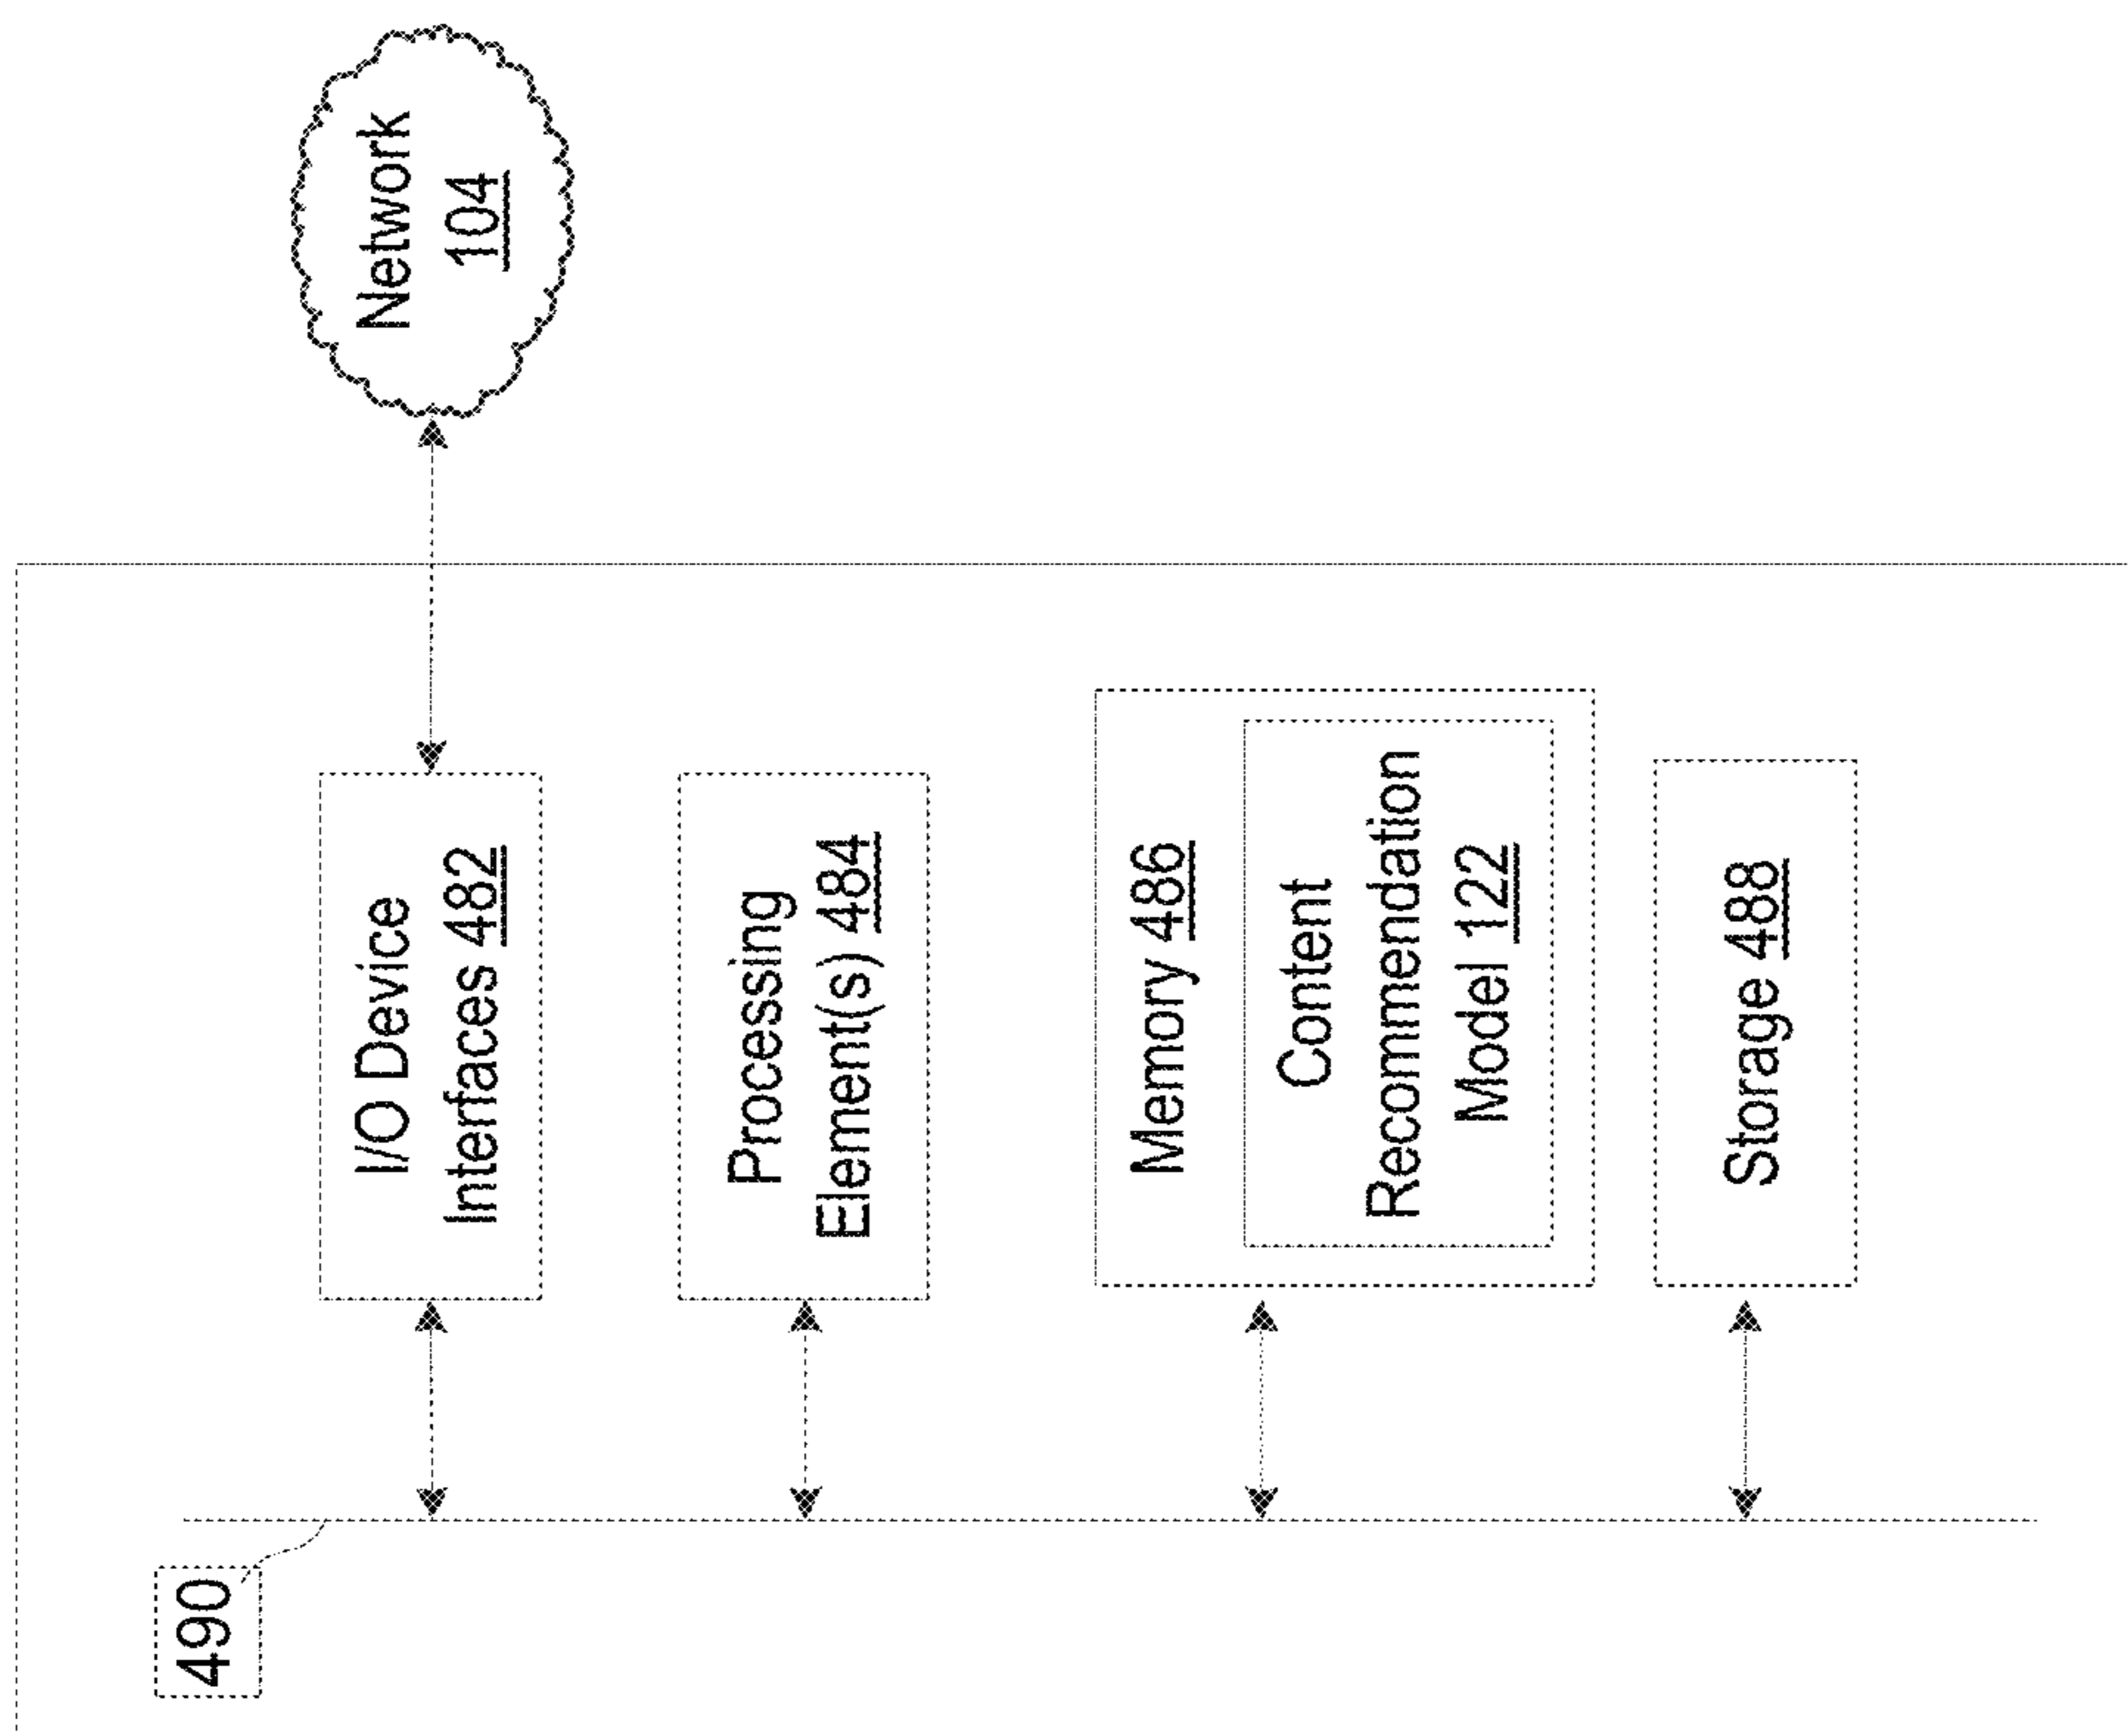 Network
104
I/O Device
Interfaces 482
Processing
Element(s) 484
Memory 486
Content
Recommendation
Model 122
Storage 488
490